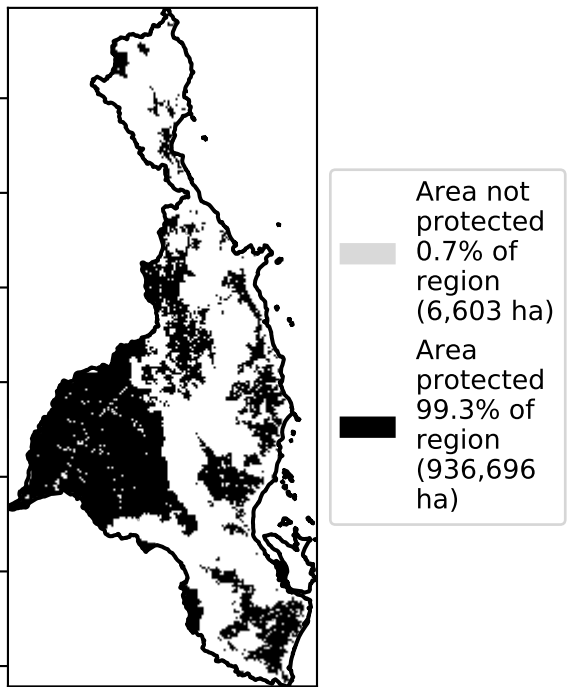 Area not
protected
0.7% of
region
(6,603 ha)
Area
protected
99.3% of
region
(936,696
ha)